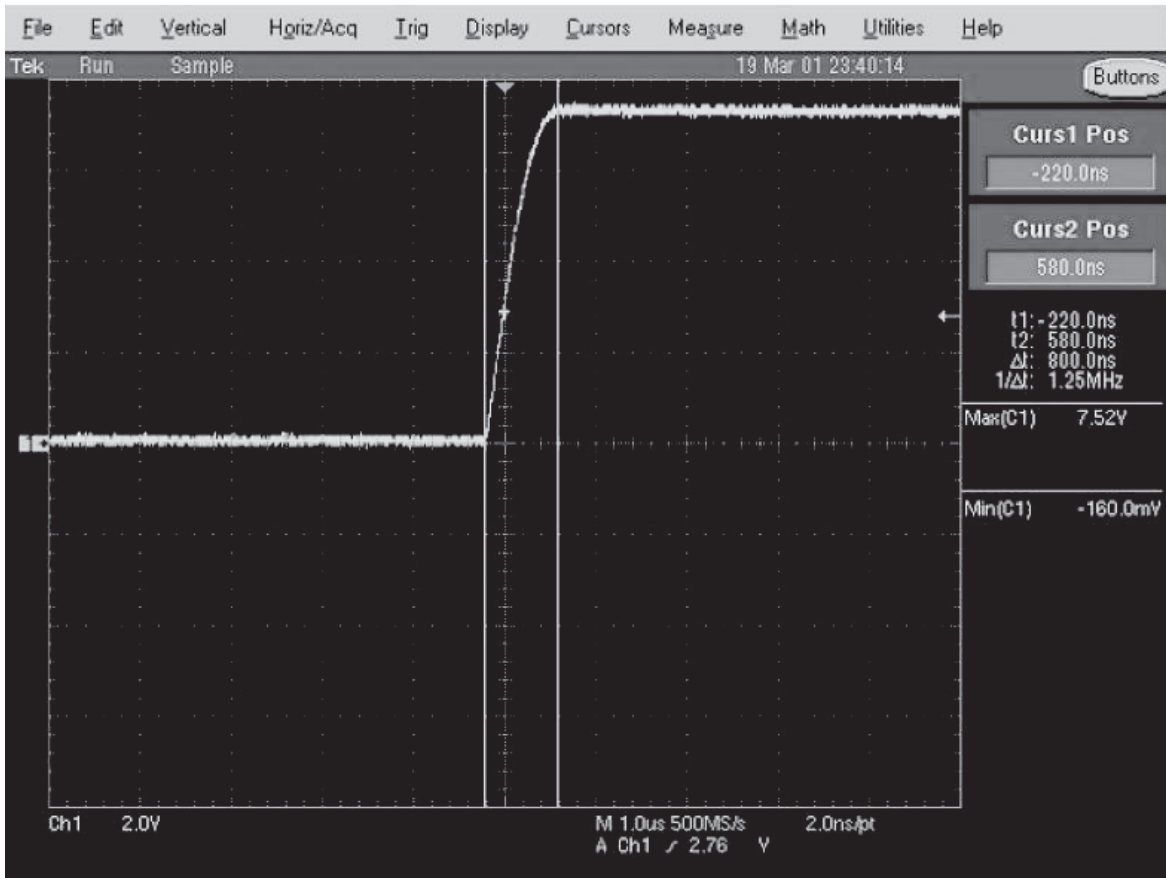 File Edit Vertical Horiz/Acq Trig Display Cursors Measure Math Utilities Help
Tek Run Sample 19 Mar 01 23:40:14
Buttons
Curs1 Pos
-220.0ns
Curs2 Pos
580.0ns
t1: -220.0ns
t2: 580.0ns
Δt: 800.0ns
1/Δt: 1.25MHz
Max(C1) 7.52V
Min(C1) -160.0mV
1
Ch1 2.0V M 1.0us 500MS/s 2.0ns/pt
A Ch1 ∕ 2.76 V